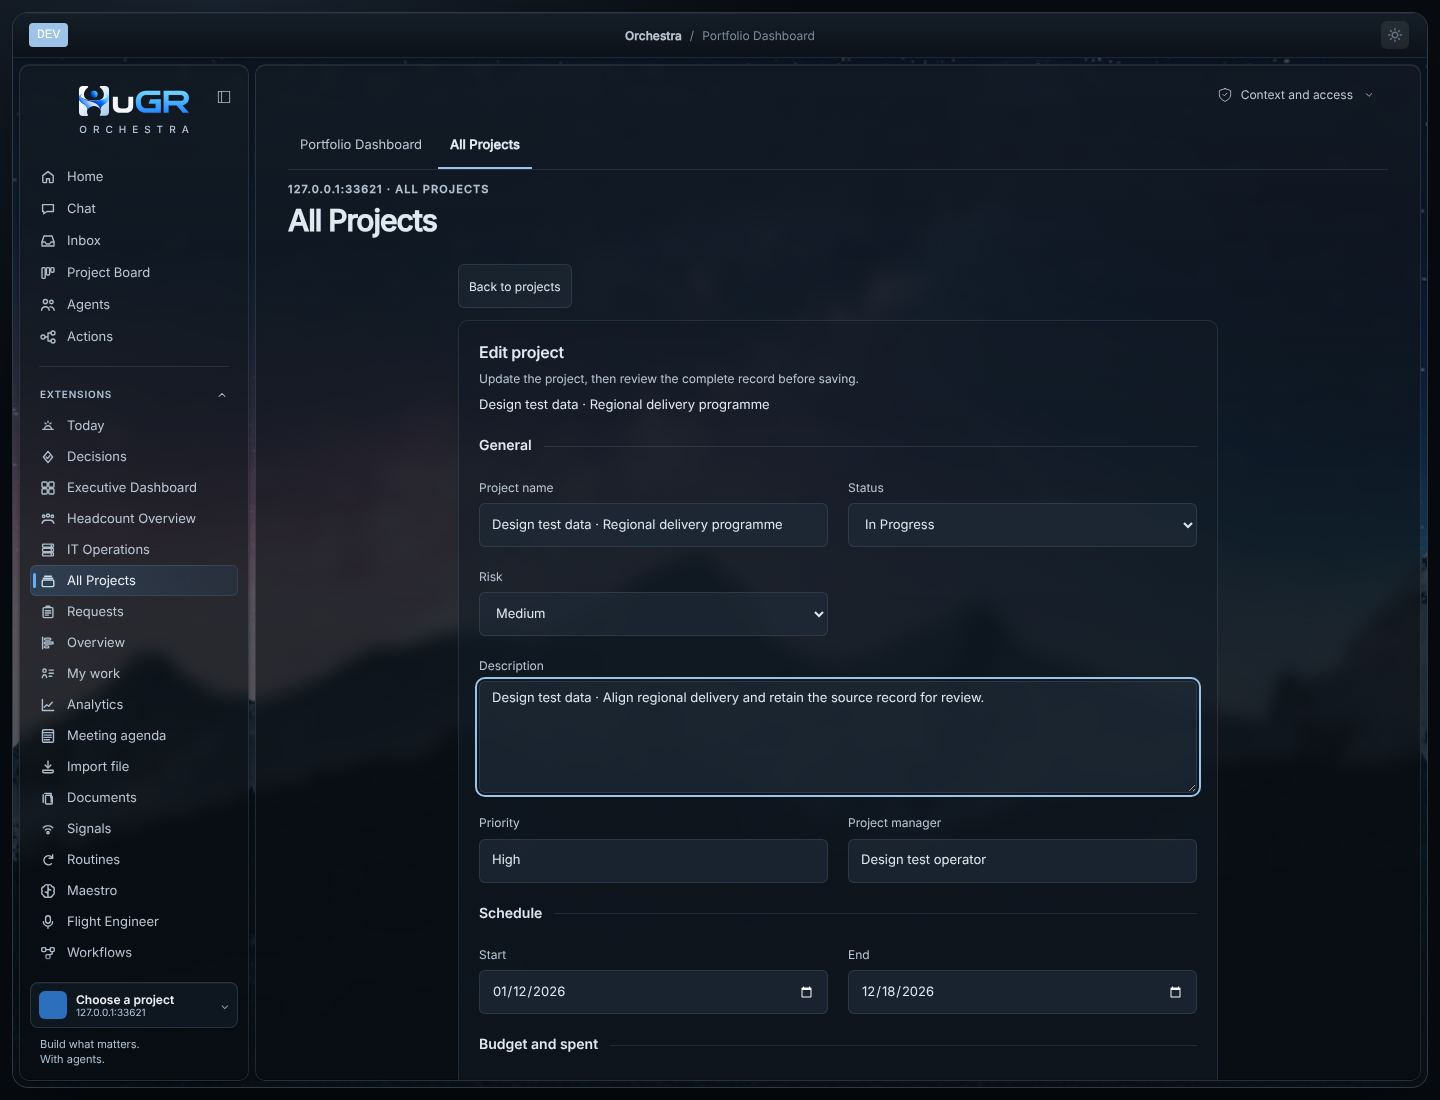 DEV
Orchestra / Portfolio Dashboard
HuGR
ORCHESTRA
Home
Chat
Inbox
Project Board
Agents
Actions
EXTENSIONS
Today
Decisions
Executive Dashboard
Headcount Overview
IT Operations
All Projects
Requests
Overview
My work
Analytics
Meeting agenda
Import file
Documents
Signals
Routines
Maestro
Flight Engineer
Workflows
Choose a project
127.0.0.1:33621
Build what matters.
With agents.
Context and access
Portfolio Dashboard
All Projects
127.0.0.1:33621 · ALL PROJECTS
All Projects
Back to projects
Edit project
Update the project, then review the complete record before saving.
Design test data · Regional delivery programme
General
Project name
Status
Design test data · Regional delivery programme
In Progress
Risk
Medium
Description
Design test data · Align regional delivery and retain the source record for review.
Priority
Project manager
High
Design test operator
Schedule
Start
End
01/12/2026
12/18/2026
Budget and spent